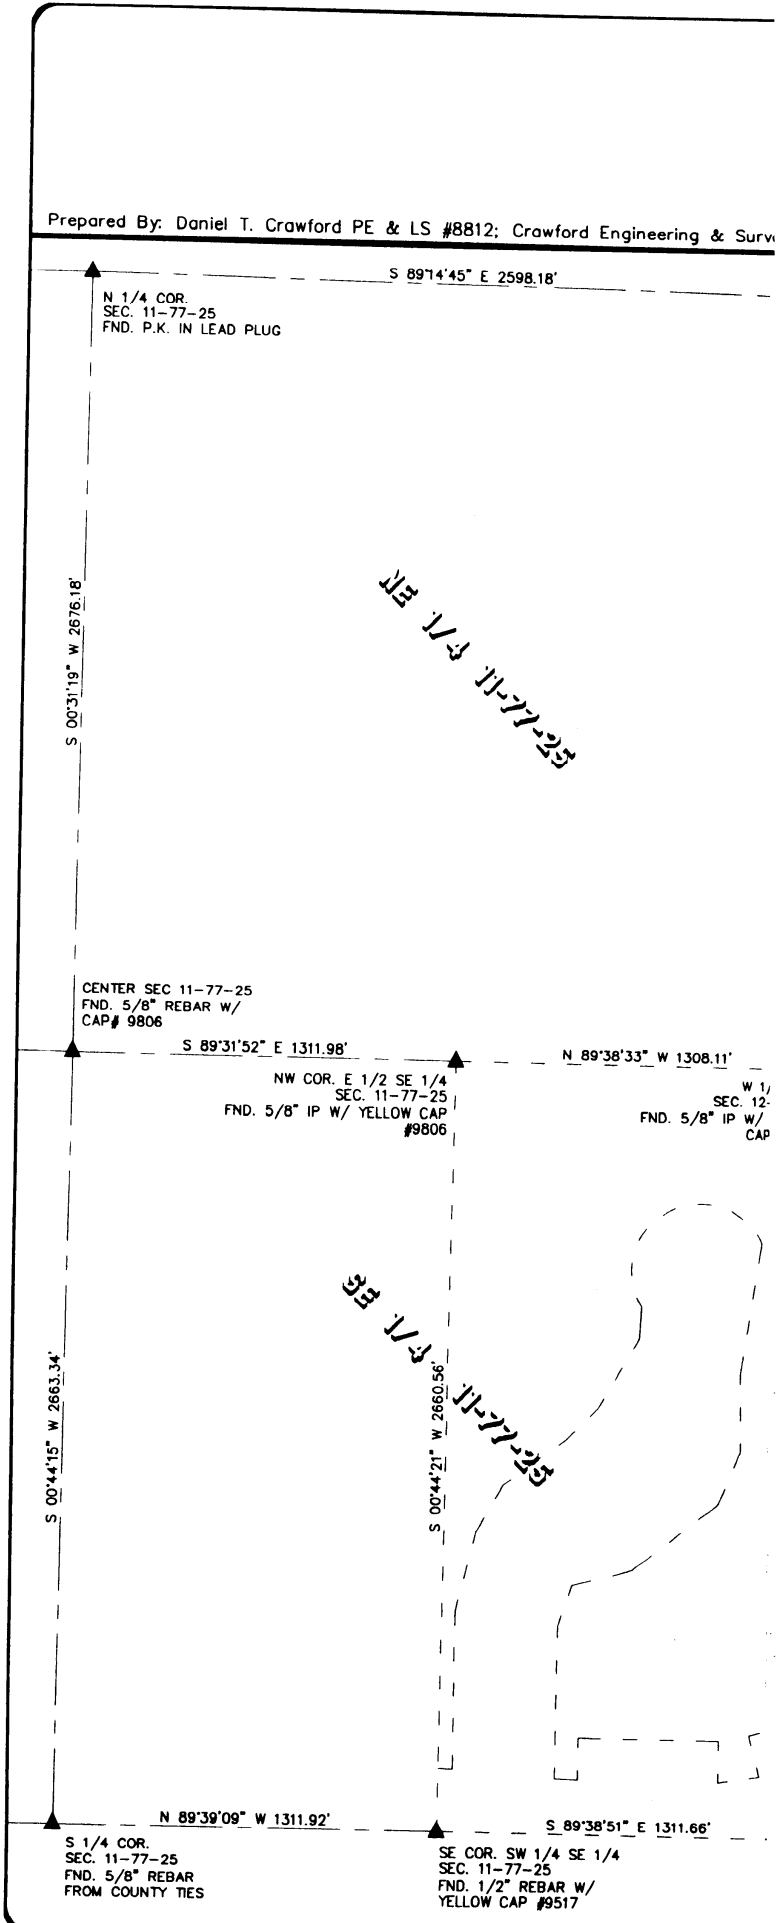 Prepared By: Daniel T. Crawford PE & LS #8812; Crawford Engineering &
S 89°14'45" E 2598.18'
N 1/4 COR.
SEC. 11-77-25
FND. P.K. IN LEAD PLUG
S 00°31'19" W 2676.18'
NE 1/4 11-77-25
CENTER SEC 11-77-25
FND. 5/8" REBAR W/
CAP# 9806
S 89°31'52" E 1311.98'
N 89°38'33" W 1308.11'
NW COR. E 1/2 SE 1/4
SEC. 11-77-25
FND. 5/8" IP W/ YELLOW CAP
#9806
W 1/
SEC. 12-
FND. 5/8" IP W/
CAP
SE 1/4 11-77-25
S 00°44'15" W 2663.34'
S 00°44'21" W 2660.56'
N 89°39'09" W 1311.92'
S 89°38'51" E 1311.66'
S 1/4 COR.
SEC. 11-77-25
FND. 5/8" REBAR
FROM COUNTY TIES
SE COR. SW 1/4 SE 1/4
SEC. 11-77-25
FND. 1/2" REBAR W/
YELLOW CAP #9517